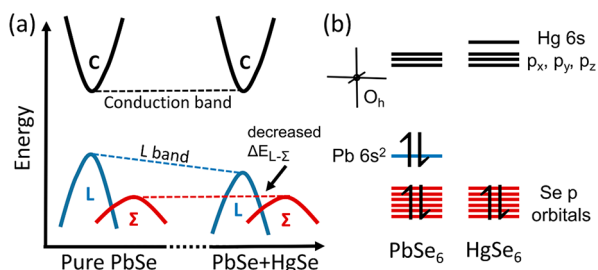 (a)
C
Conduction band
decreased
ΔE_L-Σ
L band
L
Σ
L
Σ
Energy
Pure PbSe
PbSe+HgSe
(b)
Hg 6s
p_x, p_y, p_z
O_h
Pb 6s²
Se p
orbitals
PbSe₆
HgSe₆
C